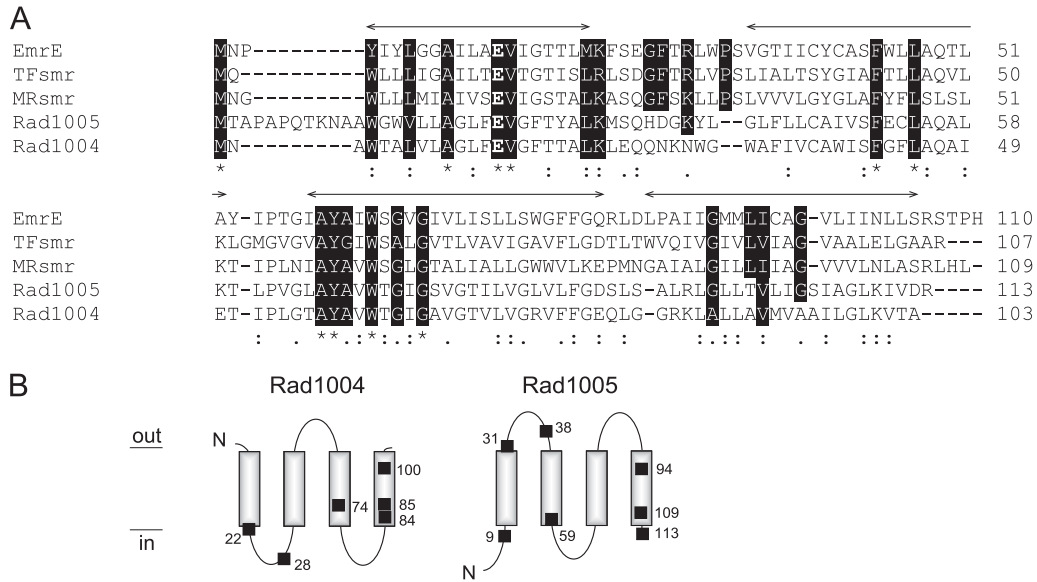 A
EmrE MNP---------YIYLGGAILAEVIGTTLMKFSEGFTRLWPSVGTIICYCASFWLLAQTL 51
TFsmr MQ----------WLLLIGAILTEVTGTISLRLSDGFTRLVPSLIALTSYGIAFTLLAQVL 50
MRsmr MNG---------WLLLMIAIVSEVIGSTALKASQGFSKLLPSLVVVLGYGLAFYFLSLSL 51
Rad1005 MTAPAPQTKNAAWGWVLLAGLFEVGFTYALKMSQHDGKYL--GLFLLCAIVSFECLAQAL 58
Rad1004 MN---------AWTALVLAGLFEVGFTTALKLEQQNKNWG--WAFIVCAWISFGFLAQAI 49
* : : * : ** : :: .: . : * * : :
EmrE AY-IPTGIAYAIWSGVGIVLISLLSWGFFGQRLDLPAIIGMMLICAG-VLIINLLSRSTPH 110
TFsmr KLGMGVGVAYGIWSALGVTLVAVIGAVFLGDTLTWVQIVGIVLVIAG-VAALELGAAR--- 107
MRsmr KT-IPLNIAYAVWSGLGTALIALLGWVVLKEPMNGAIALGILLIIAG-VVVLNLASRLHL- 109
Rad1005 KT-LPVGLAYAVWTGIGSVGTILVGVLVFGDSLS-ALRLGLLTVLIGSIAGLKIVDR---- 113
Rad1004 ET-IPLGTAYAVWTGIGAVGTVLVGRVFFGEQLG-GRKLALLAVMVAAILGLKVTA----- 103
: . **.:*:.:* . ::. .: : :.:: : . : :::
B
Rad1004 Rad1005
out
in
N
22
28
74
100
85
84
N
9
31
38
59
94
109
113